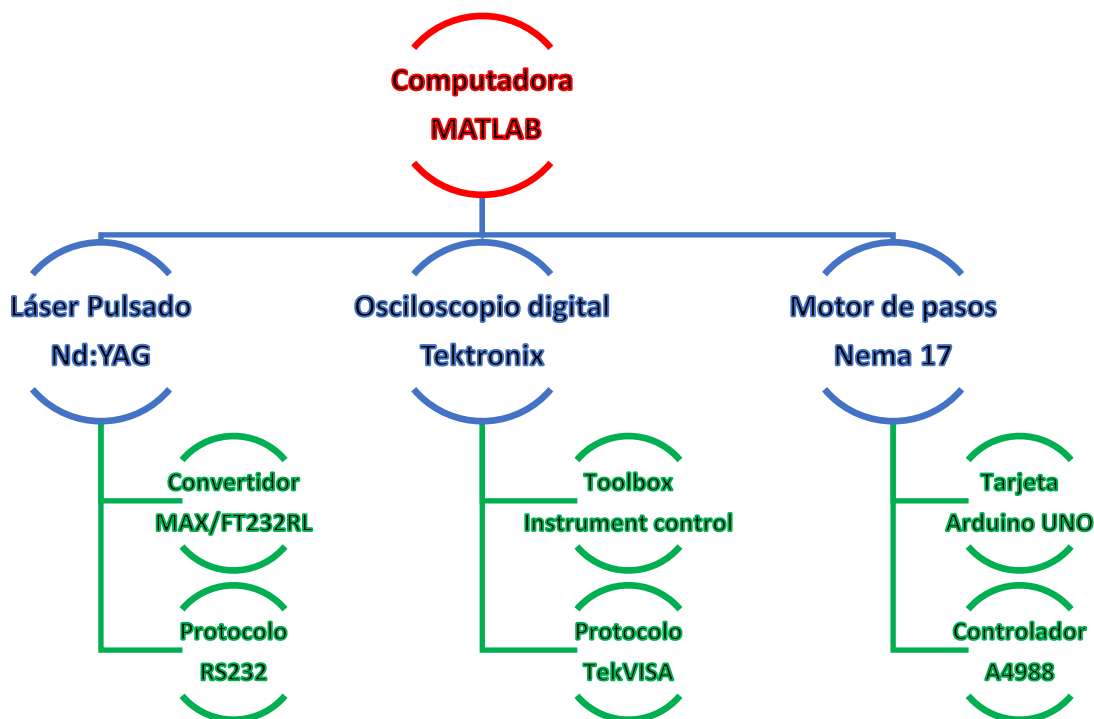 Computadora
MATLAB
Láser Pulsado
Nd:YAG
Osciloscopio digital
Tektronix
Motor de pasos
Nema 17
Convertidor
MAX/FT232RL
Toolbox
Instrument control
Tarjeta
Arduino UNO
Protocolo
RS232
Protocolo
TekVISA
Controlador
A4988